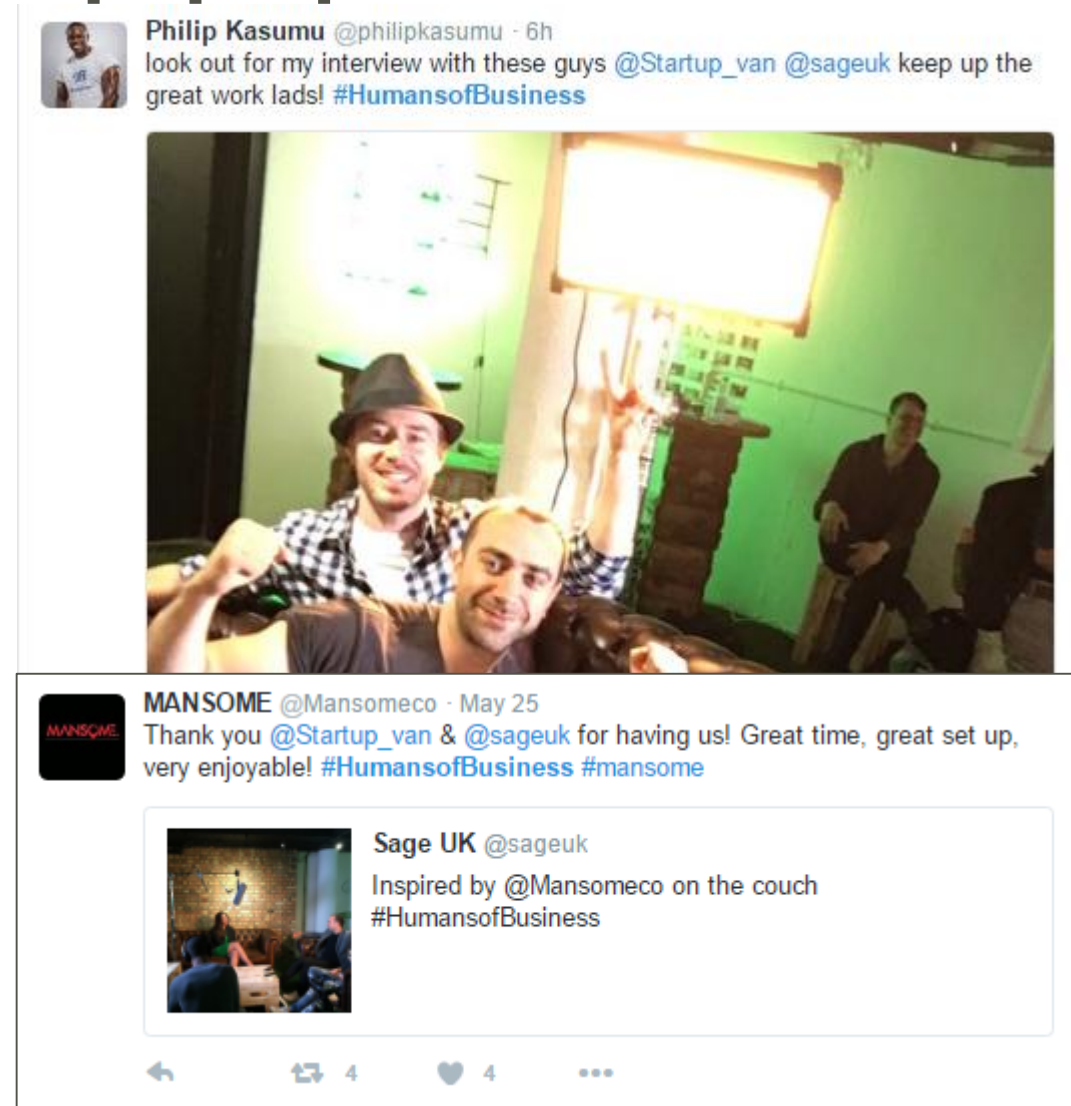 Philip Kasumu @philipkasumu · 6h
look out for my interview with these guys @Startup_van @sageuk keep up the
great work lads! #HumansofBusiness
MANSOME
MANSOME @Mansomeco · May 25
Thank you @Startup_van & @sageuk for having us! Great time, great set up,
very enjoyable! #HumansofBusiness #mansome
Sage UK @sageuk
Inspired by @Mansomeco on the couch
#HumansofBusiness
4 4